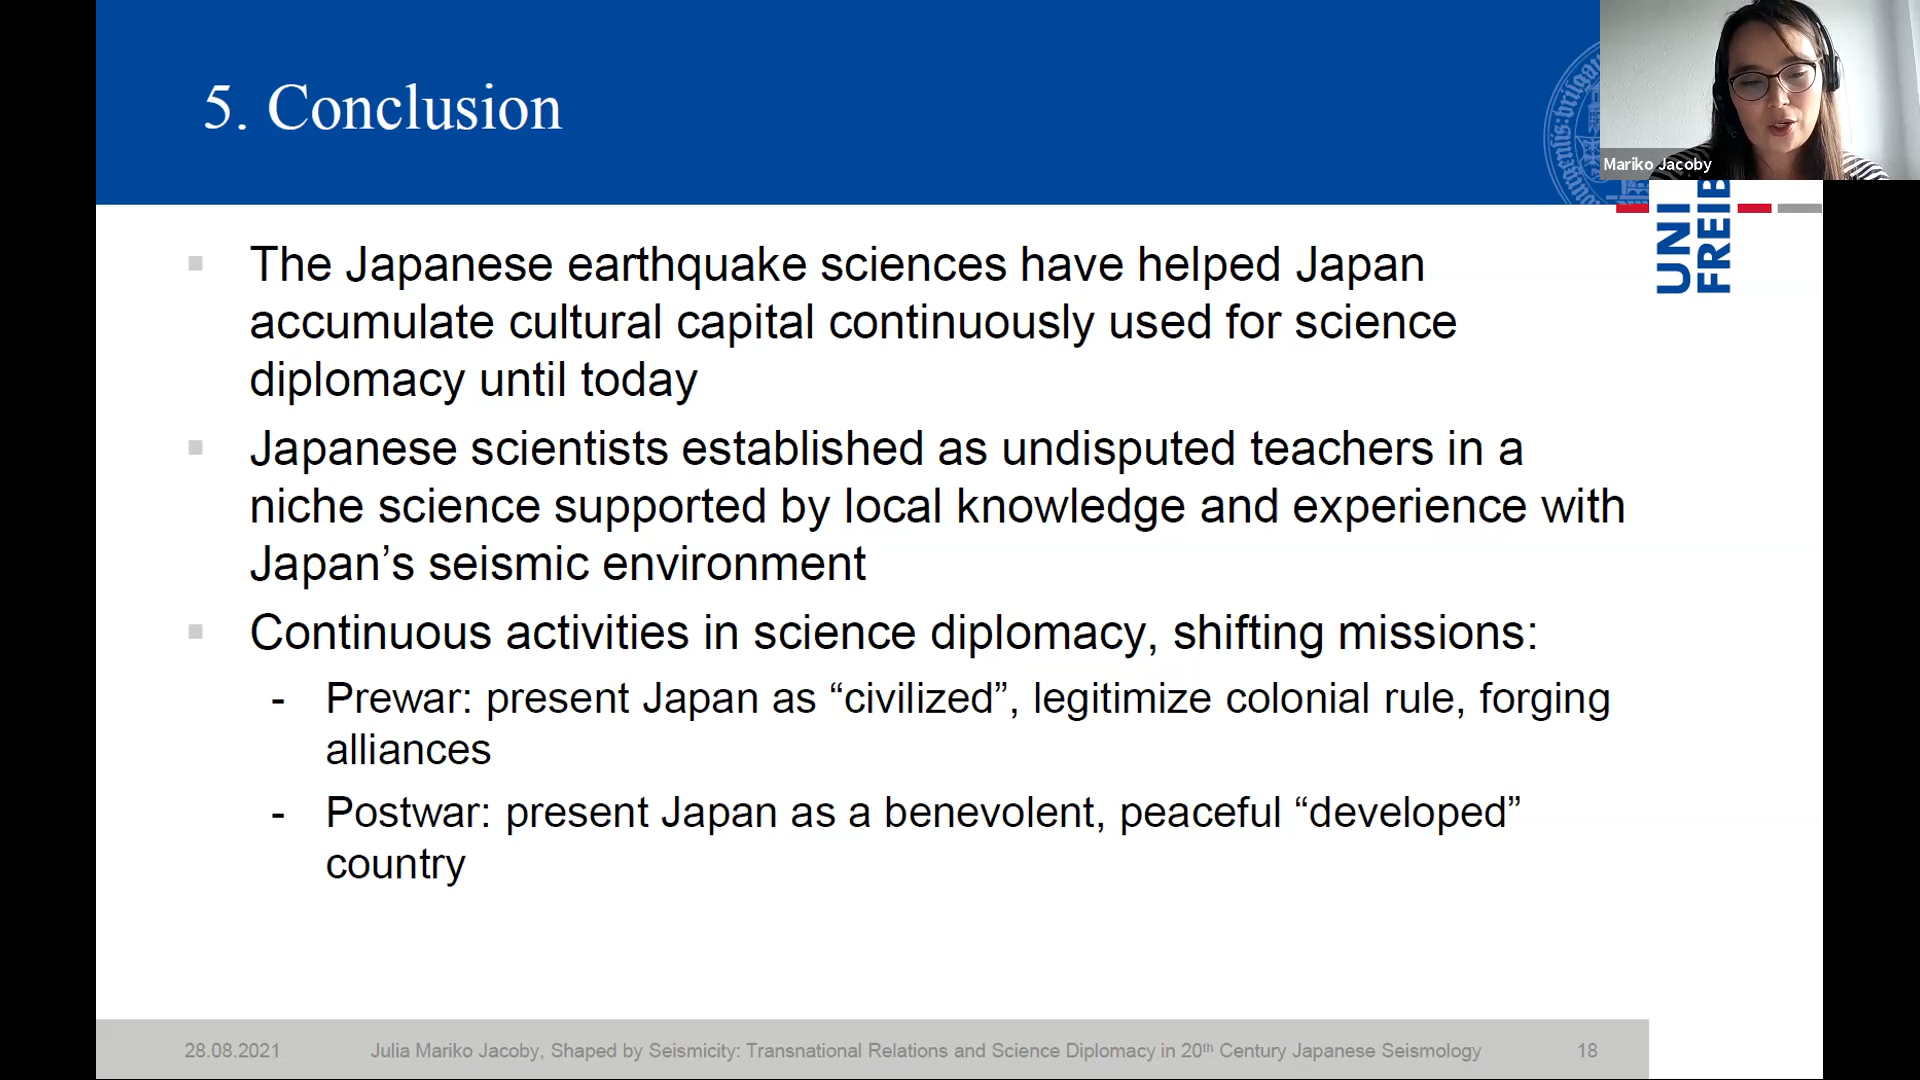 5. Conclusion
Mariko Jacoby
UNI
FREIB
The Japanese earthquake sciences have helped Japan
accumulate cultural capital continuously used for science
diplomacy until today
Japanese scientists established as undisputed teachers in a
niche science supported by local knowledge and experience with
Japan’s seismic environment
Continuous activities in science diplomacy, shifting missions:
- Prewar: present Japan as “civilized”, legitimize colonial rule, forging
alliances
- Postwar: present Japan as a benevolent, peaceful “developed”
country
28.08.2021 Julia Mariko Jacoby, Shaped by Seismicity: Transnational Relations and Science Diplomacy in 20th Century Japanese Seismology 18